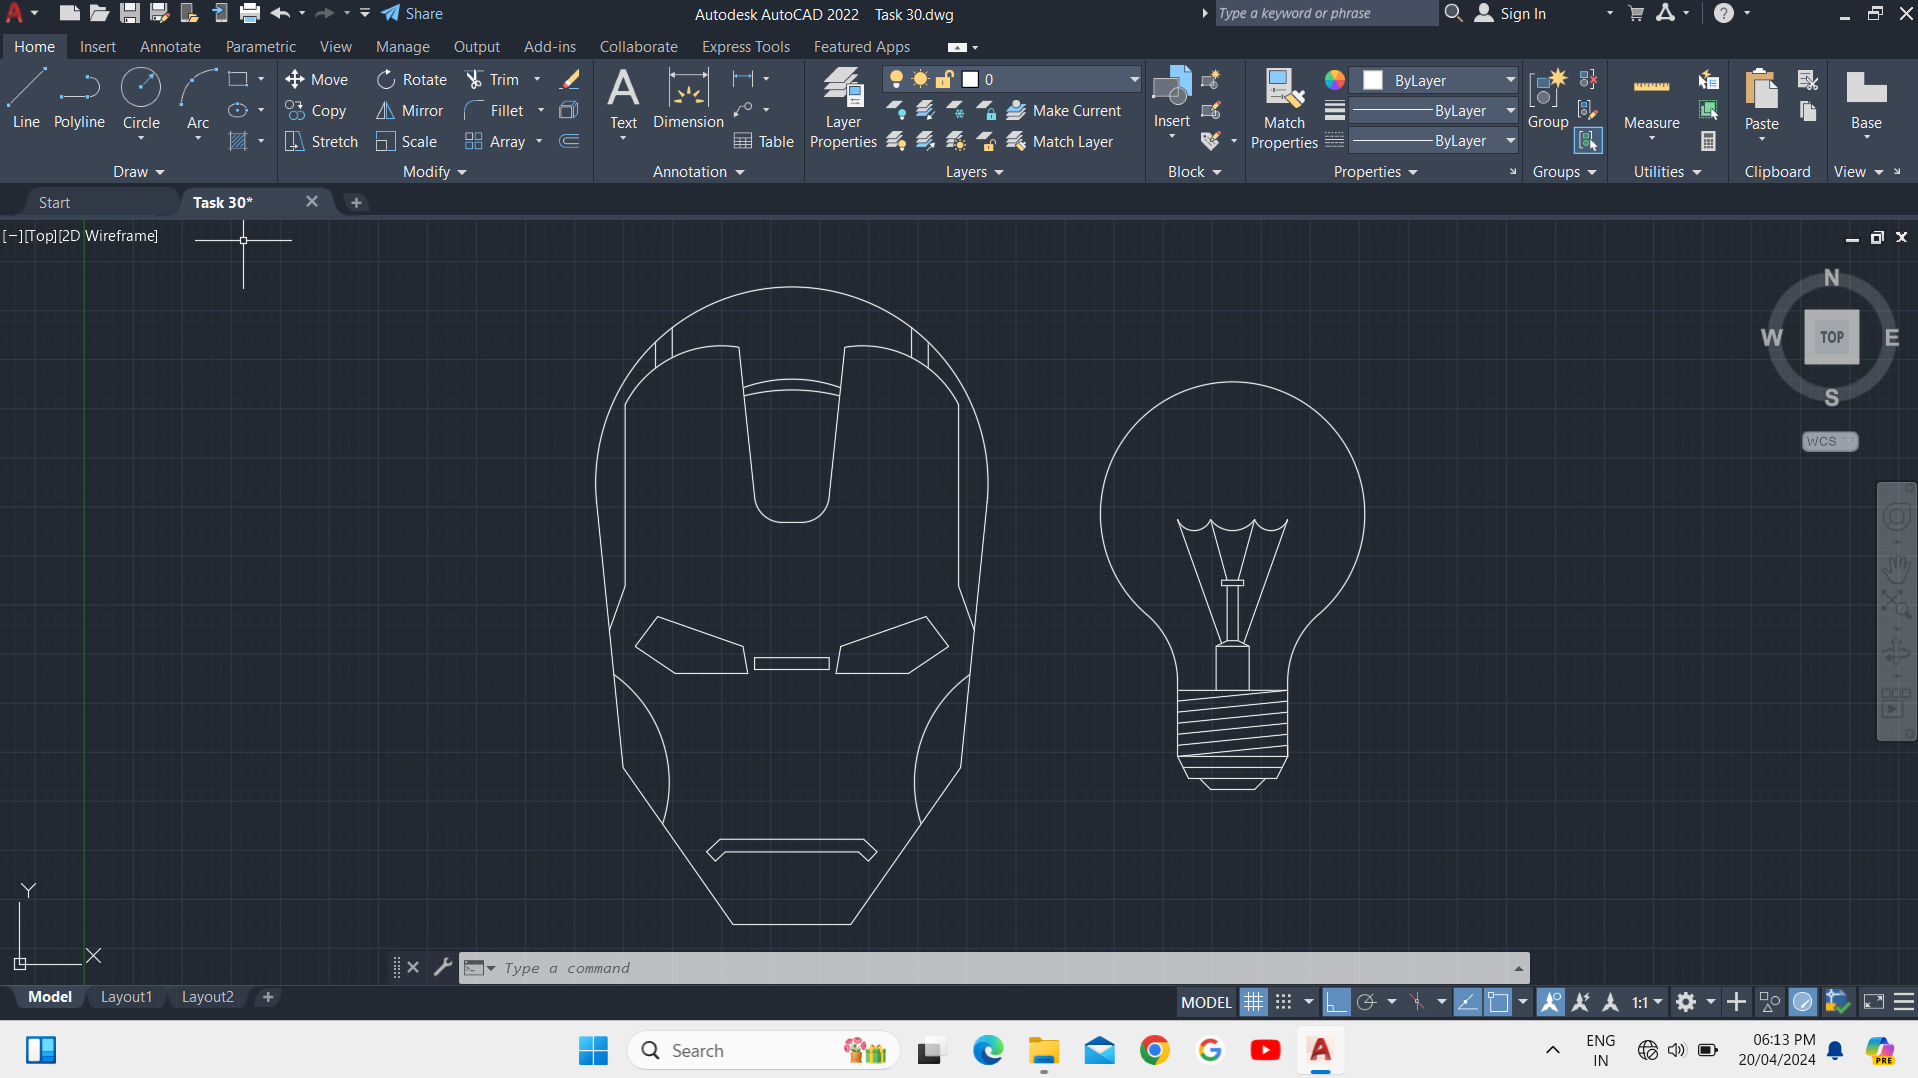 Share
Autodesk AutoCAD 2022 Task 30.dwg
Type a keyword or phrase
Sign In
Home Insert Annotate Parametric View Manage Output Add-ins Collaborate Express Tools Featured Apps
Line
Polyline
Circle
Arc
Move
Rotate
Trim
Copy
Mirror
Fillet
Stretch
Scale
Array
Text
Dimension
Table
Layer
Properties
0
Make Current
Match Layer
Insert
Match
Properties
ByLayer
ByLayer
ByLayer
Group
Measure
Paste
Base
Draw
Modify
Annotation
Layers
Block
Properties
Groups
Utilities
Clipboard
View
Start
Task 30*
[−][Top][2D Wireframe]
N
W
TOP
E
S
WCS
Y
X
Type a command
Model Layout1 Layout2
MODEL
1:1
Search
ENG
IN
06:13 PM
20/04/2024
PRE